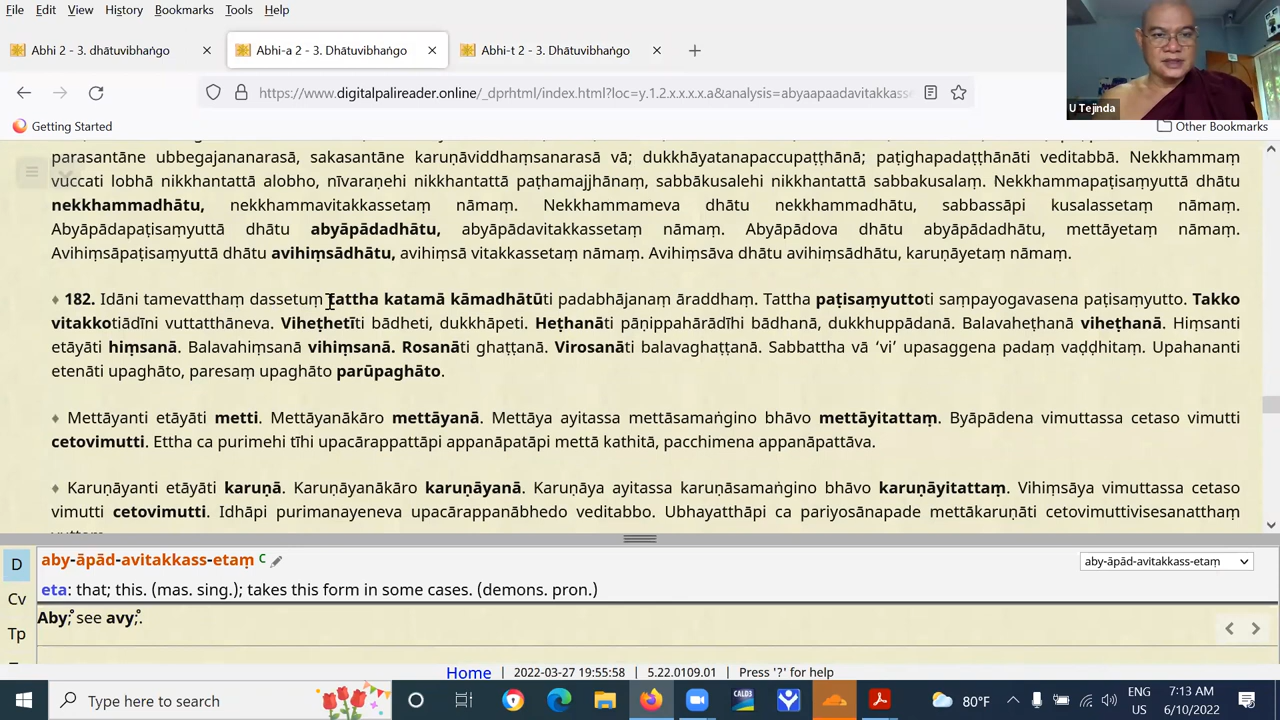 File Edit View History Bookmarks Tools Help
Abhi 2 - 3. dhātuvibhaṅgo
Abhi-a 2 - 3. Dhātuvibhaṅgo
Abhi-t 2 - 3. Dhātuvibhaṅgo
https://www.digitalpalireader.online/_dprhtml/index.html?loc=y.1.2.x.x.x.x.a&analysis=abyaapaadavitakkasse
Getting Started
Other Bookmarks
U Tejinda
parasantāne ubbegajananarasā, sakasantāne karuṇāviddhaṃsanarasā vā; dukkhāyatanapaccupaṭṭhānā; paṭighapadaṭṭhānāti veditabbā. Nekkhammaṃ
vuccati lobhā nikkhantattā alobho, nīvaraṇehi nikkhantattā paṭhamajjhānaṃ, sabbākusalehi nikkhantattā sabbakusalaṃ. Nekkhammapaṭisaṃyuttā dhātu
nekkhammadhātu, nekkhammavitakkassetaṃ nāmaṃ. Nekkhammameva dhātu nekkhammadhātu, sabbassāpi kusalassetaṃ nāmaṃ.
Abyāpādapaṭisaṃyuttā dhātu abyāpādadhātu, abyāpādavitakkassetaṃ nāmaṃ. Abyāpādova dhātu abyāpādadhātu, mettāyetaṃ nāmaṃ.
Avihiṃsāpaṭisaṃyuttā dhātu avihiṃsādhātu, avihiṃsā vitakkassetaṃ nāmaṃ. Avihiṃsāva dhātu avihiṃsādhātu, karuṇāyetaṃ nāmaṃ.
♦ 182. Idāni tamevatthaṃ dassetuṃ tattha katamā kāmadhātūti padabhājanaṃ āraddhaṃ. Tattha paṭisaṃyuttoti saṃpayogavasena paṭisaṃyutto. Takko
vitakkotiādīni vuttatthāneva. Viheṭhetīti bādheti, dukkhāpeti. Heṭhanāti pāṇippahārādīhi bādhanā, dukkhuppādanā. Balavaheṭhanā viheṭhanā. Hiṃsanti
etāyāti hiṃsanā. Balavahiṃsanā vihiṃsanā. Rosanāti ghaṭṭanā. Virosanāti balavaghaṭṭanā. Sabbattha vā ‘vi’ upasaggena padaṃ vaḍḍhitaṃ. Upahananti
etenāti upaghāto, paresaṃ upaghāto parūpaghāto.
♦ Mettāyanti etāyāti metti. Mettāyanākāro mettāyanā. Mettāya ayitassa mettāsamaṅgino bhāvo mettāyitattaṃ. Byāpādena vimuttassa cetaso vimutti
cetovimutti. Ettha ca purimehi tīhi upacārappattāpi appanāpatāpi mettā kathitā, pacchimena appanāpattāva.
♦ Karuṇāyanti etāyāti karuṇā. Karuṇāyanākāro karuṇāyanā. Karuṇāya ayitassa karuṇāsamaṅgino bhāvo karuṇāyitattaṃ. Vihiṃsāya vimuttassa cetaso
vimutti cetovimutti. Idhāpi purimanayeneva upacārappanābhedo veditabbo. Ubhayatthāpi ca pariyosānapade mettākaruṇāti cetovimuttivisesanatthaṃ
D
Cv
Tp
aby-āpād-avitakkass-etaṃ C
aby-āpād-avitakkass-etaṃ
eta: that; this. (mas. sing.); takes this form in some cases. (demons. pron.)
Aby;° see avy;°.
Home | 2022-03-27 19:55:58 | 5.22.0109.01 | Press '?' for help
Type here to search
CALD3
80°F
ENG
US
7:13 AM
6/10/2022